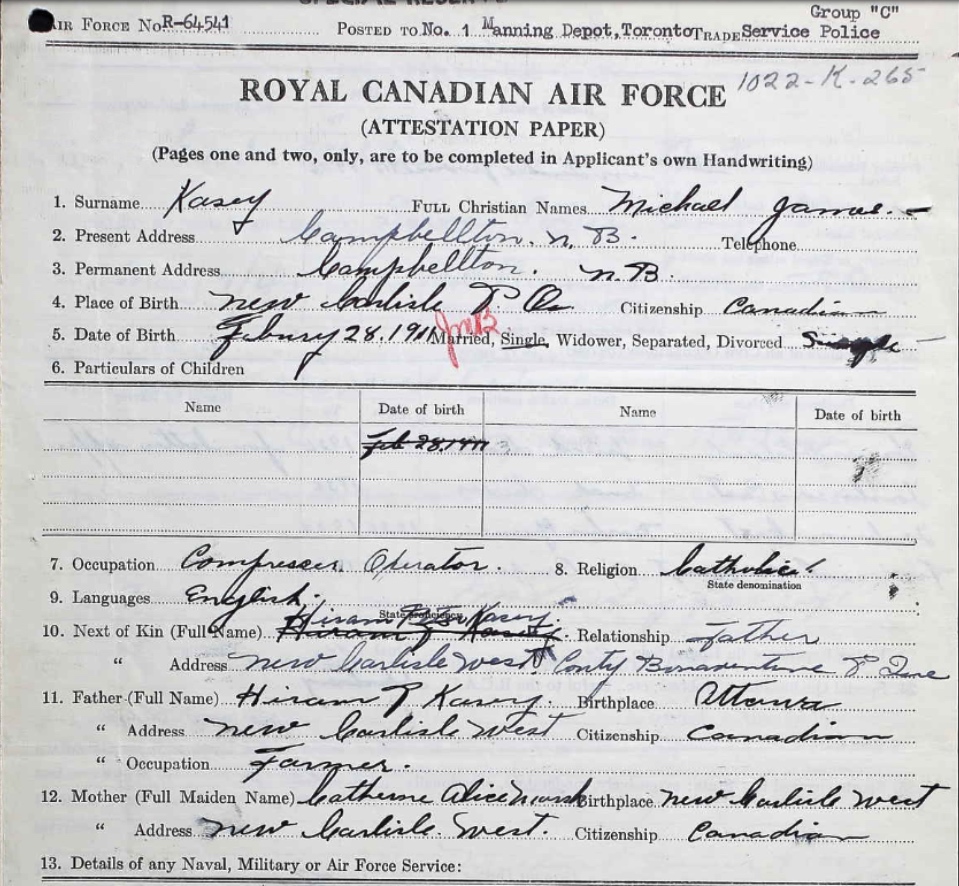 Group "C"
AIR FORCE NO. R-64541 POSTED TO No. 1 Manning Depot, Toronto TRADE Service Police
1022-K-265
ROYAL CANADIAN AIR FORCE
(ATTESTATION PAPER)
(Pages one and two, only, are to be completed in Applicant's own Handwriting)
1. Surname Kasey FULL Christian Names Michael James
2. Present Address Campbellton. N. B. Telephone
3. Permanent Address Campbellton. N.B.
4. Place of Birth New Carlisle P. Q. Citizenship Canadian
5. Date of Birth Febury 28. 1911 Married, Single, Widower, Separated, Divorced Single
6. Particulars of Children
Name Date of birth Name Date of birth
Feb 28, 1911
7. Occupation Compresser Operator. 8. Religion Catholic
State denomination
9. Languages English.
State proficiency
10. Next of Kin (Full Name) Hiram Kasey Relationship Father
" Address New Carlisle West Conty Bonaventure P
11. Father (Full Name) Hiram P Kasey. Birthplace Attawa
" Address New Carlisle West Citizenship Canadian
" Occupation Farmer.
12. Mother (Full Maiden Name) Catherine Alice Birthplace New Carlisle West
" Address New Carlisle. West. Citizenship Canadian
13. Details of any Naval, Military or Air Force Service: